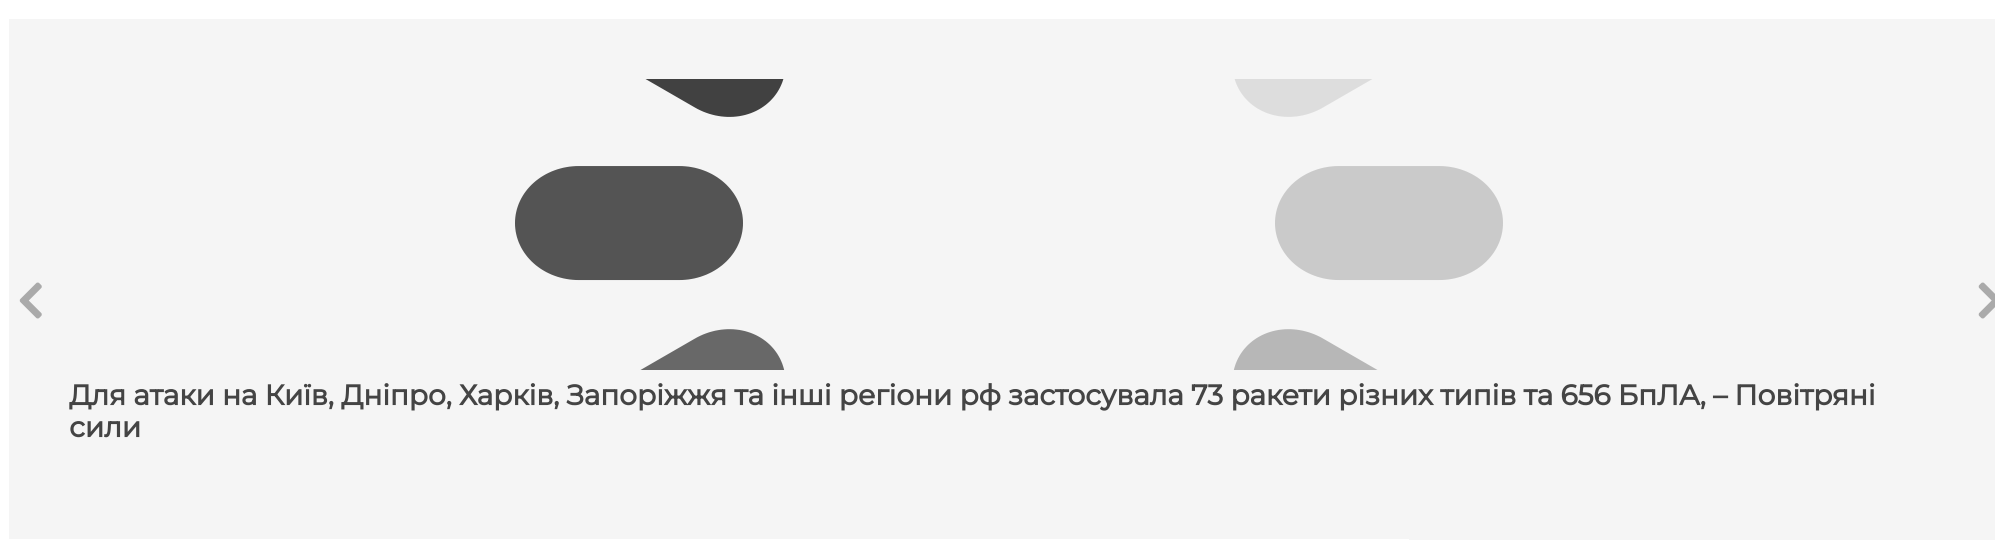 Для атаки на Київ, Дніпро, Харків, Запоріжжя та інші регіони рф застосувала 73 ракети різних типів та 656 БпЛА, – Повітряні
сили